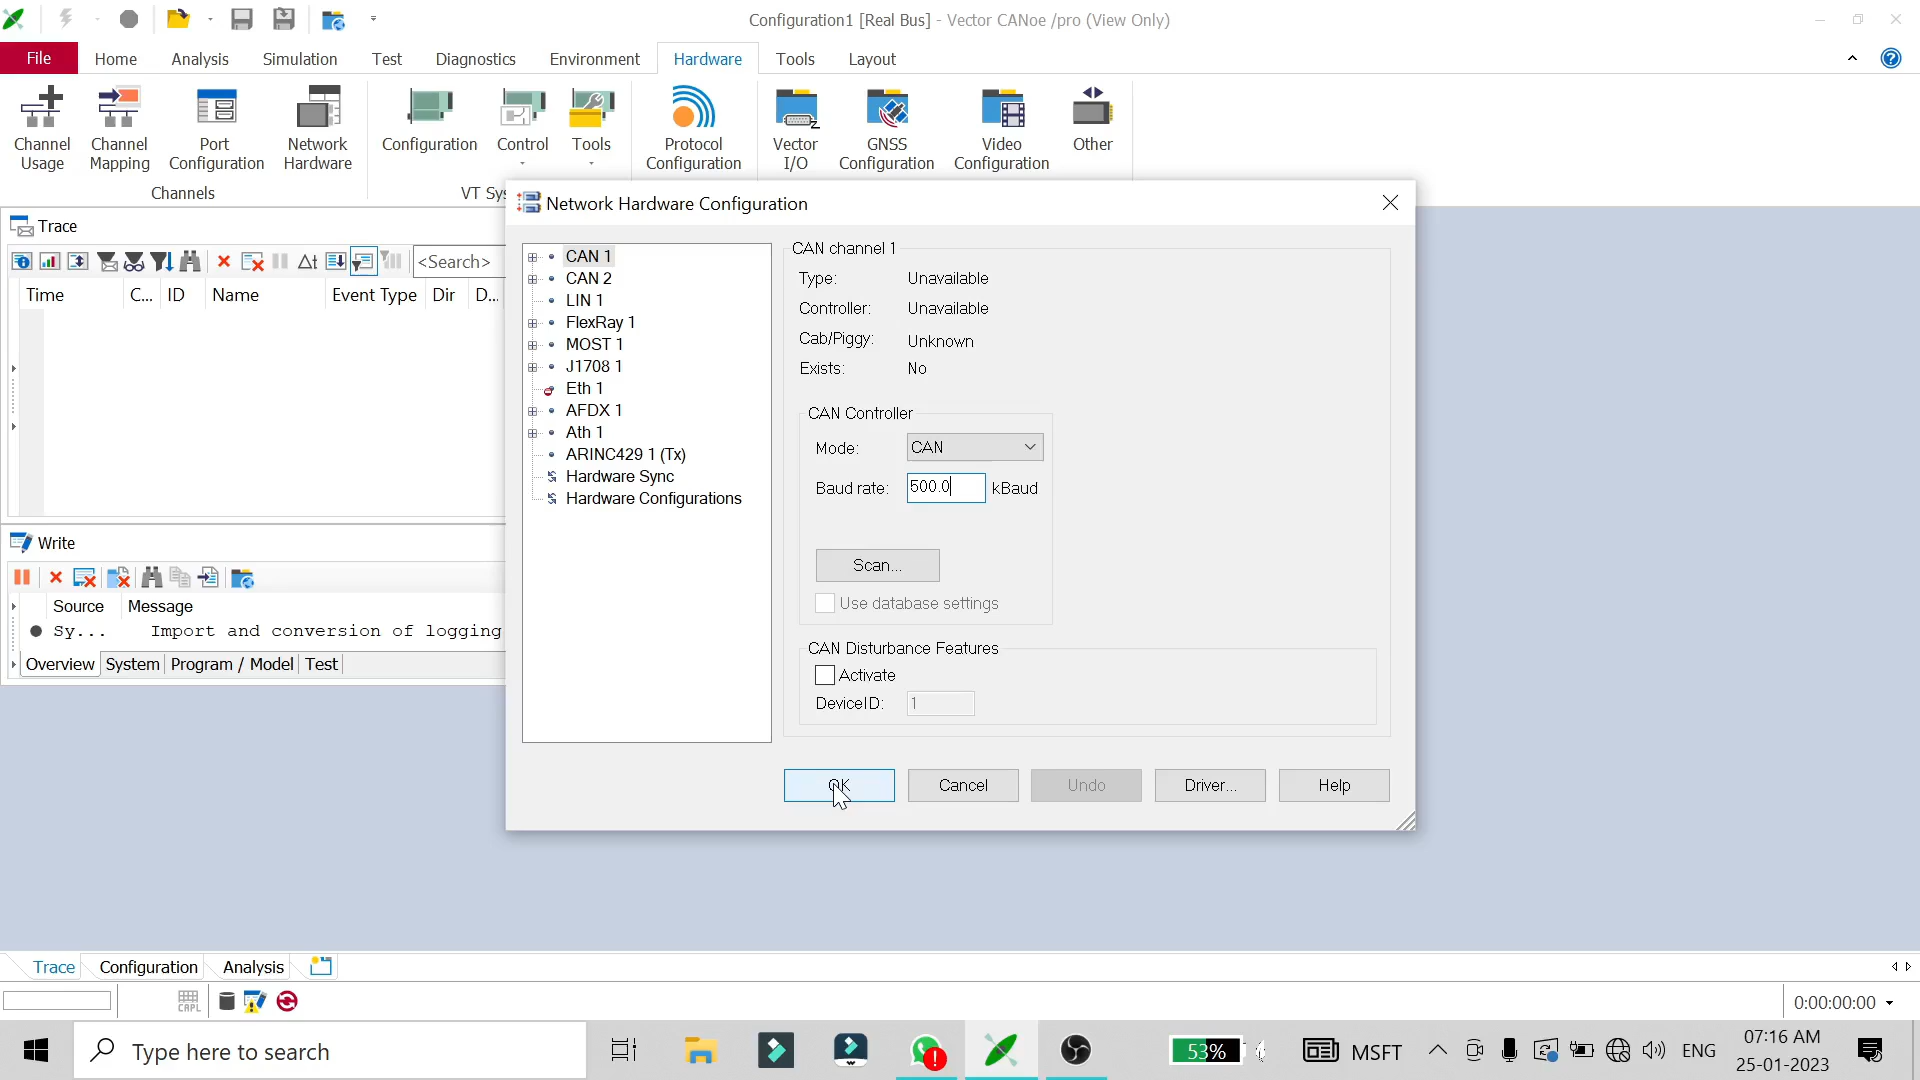 Configuration1 [Real Bus] - Vector CANoe /pro (View Only)
File
Home
Analysis
Simulation
Test
Diagnostics
Environment
Hardware
Tools
Layout
Channel Usage
Channel Mapping
Port Configuration
Network Hardware
Configuration
Control
Tools
Protocol Configuration
Vector I/O
GNSS Configuration
Video Configuration
Other
Channels
VT Sy
Trace
<Search>
Time
C...
ID
Name
Event Type
Dir
D...
Write
Source
Message
Sy...
Import and conversion of logging
Overview
System
Program / Model
Test
Network Hardware Configuration
CAN 1
CAN 2
LIN 1
FlexRay 1
MOST 1
J1708 1
Eth 1
AFDX 1
Ath 1
ARINC429 1 (Tx)
Hardware Sync
Hardware Configurations
CAN channel 1
Type: Unavailable
Controller: Unavailable
Cab/Piggy: Unknown
Exists: No
CAN Controller
Mode: CAN
Baud rate: 500.0 kBaud
Scan...
Use database settings
CAN Disturbance Features
Activate
DeviceID: 1
OK
Cancel
Undo
Driver...
Help
Trace
Configuration
Analysis
CAPL
0:00:00:00
Type here to search
53%
MSFT
ENG
07:16 AM
25-01-2023